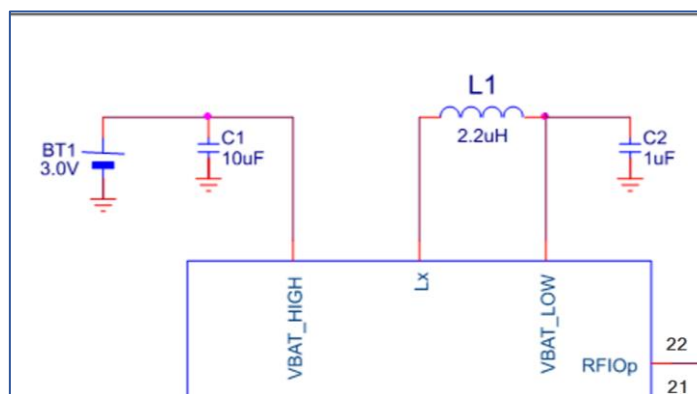 L1
2.2uH
BT1
3.0V
C1
10uF
C2
1uF
VBAT_HIGH
Lx
VBAT_LOW
RFIOp
22
21